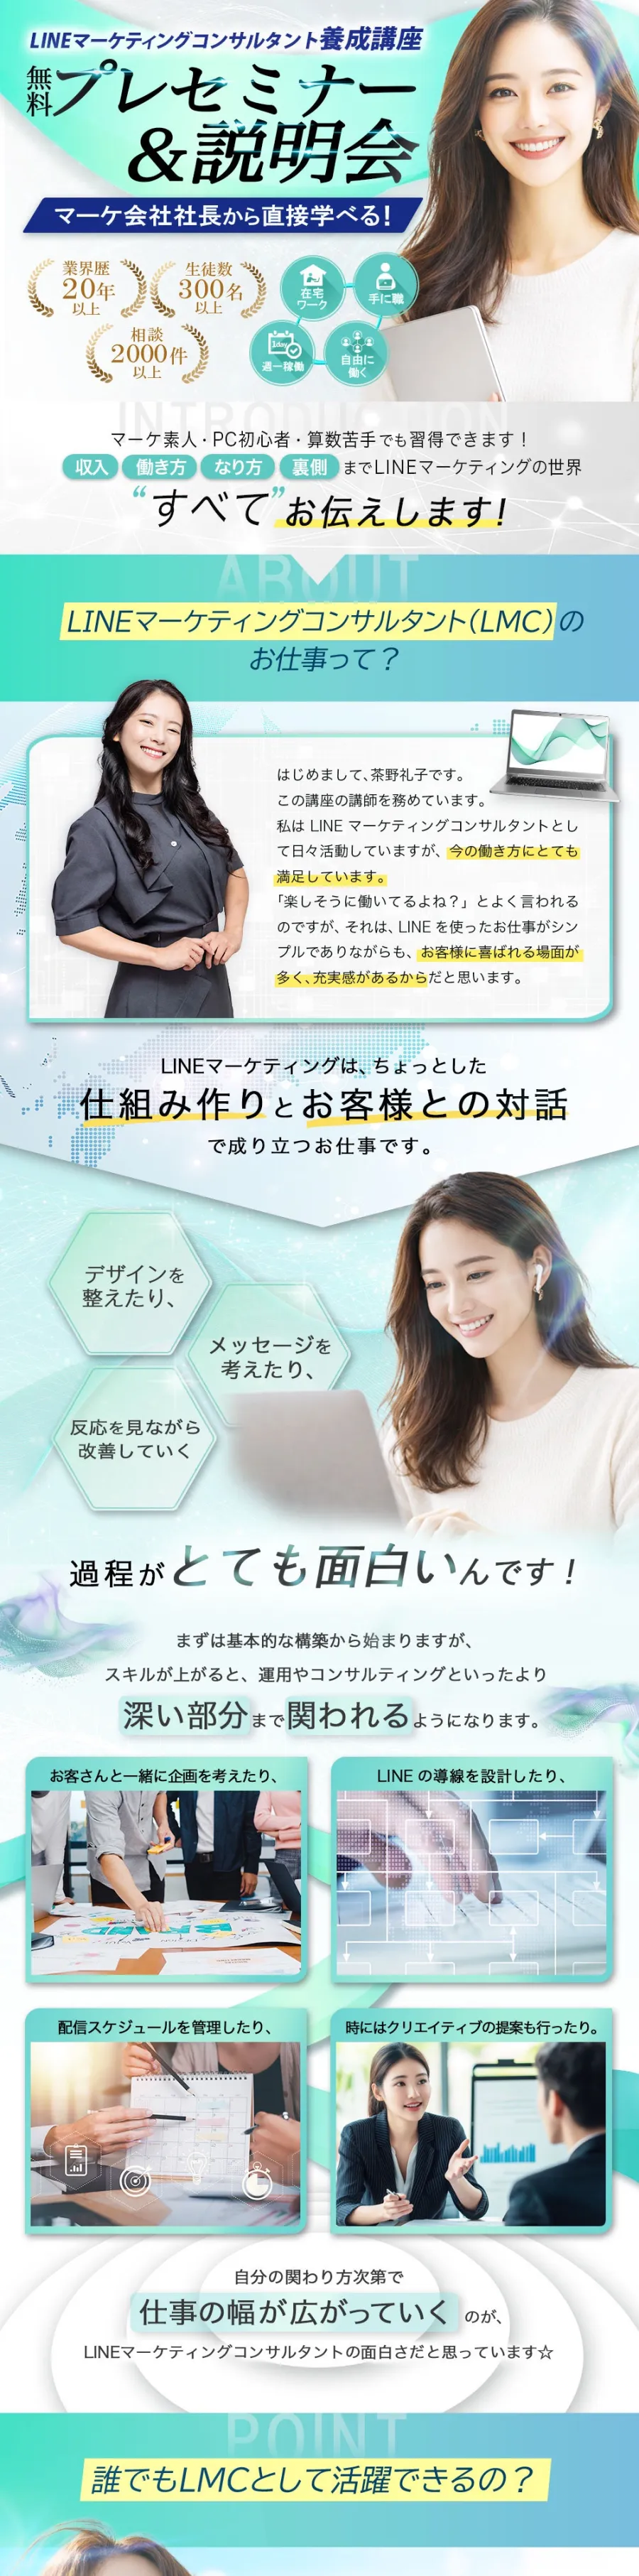 LINEマーケティングコンサルタント養成講座
無料プレセミナー
&説明会
マーケ会社社長から直接学べる!
業界歴
20年
以上
生徒数
300名
以上
相談
2000件
以上
在宅
ワーク
手に職
1day
週一稼働
自由に
働く
INTRODUCTION
マーケ素人・PC初心者・算数苦手でも習得できます!
収入 働き方 なり方 裏側 までLINEマーケティングの世界
“すべて”お伝えします!
ABOUT
LINEマーケティングコンサルタント(LMC)の
お仕事って?
はじめまして、茶野礼子です。
この講座の講師を務めています。
私は LINE マーケティングコンサルタントとし
て日々活動していますが、今の働き方にとても
満足しています。
「楽しそうに働いてるよね?」とよく言われる
のですが、それは、LINE を使ったお仕事がシン
プルでありながらも、お客様に喜ばれる場面が
多く、充実感があるからだと思います。
LINEマーケティングは、ちょっとした
仕組み作りとお客様との対話
で成り立つお仕事です。
デザインを
整えたり、
メッセージを
考えたり、
反応を見ながら
改善していく
過程がとても面白いんです!
まずは基本的な構築から始まりますが、
スキルが上がると、運用やコンサルティングといったより
深い部分まで関われるようになります。
お客さんと一緒に企画を考えたり、
LINE の導線を設計したり、
BRAND
配信スケジュールを管理したり、
時にはクリエイティブの提案も行ったり。
自分の関わり方次第で
仕事の幅が広がっていくのが、
LINEマーケティングコンサルタントの面白さだと思っています☆
POINT
誰でもLMCとして活躍できるの?